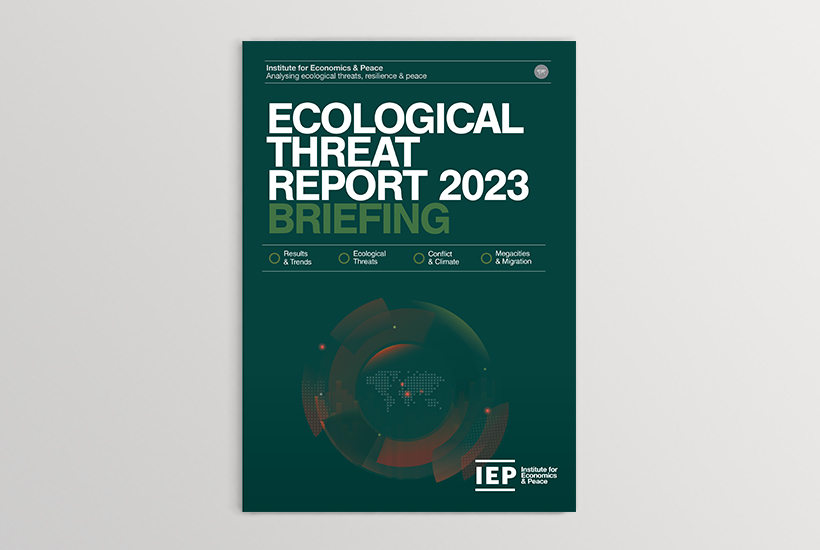 Institute for Economics & Peace
Analysing ecological threats, resilience & peace
ECOLOGICAL
THREAT
REPORT 2023
BRIEFING
Results
& Trends
Ecological
Threats
Conflict
& Climate
Megacities
& Migration
IEP
Institute for
Economics
& Peace